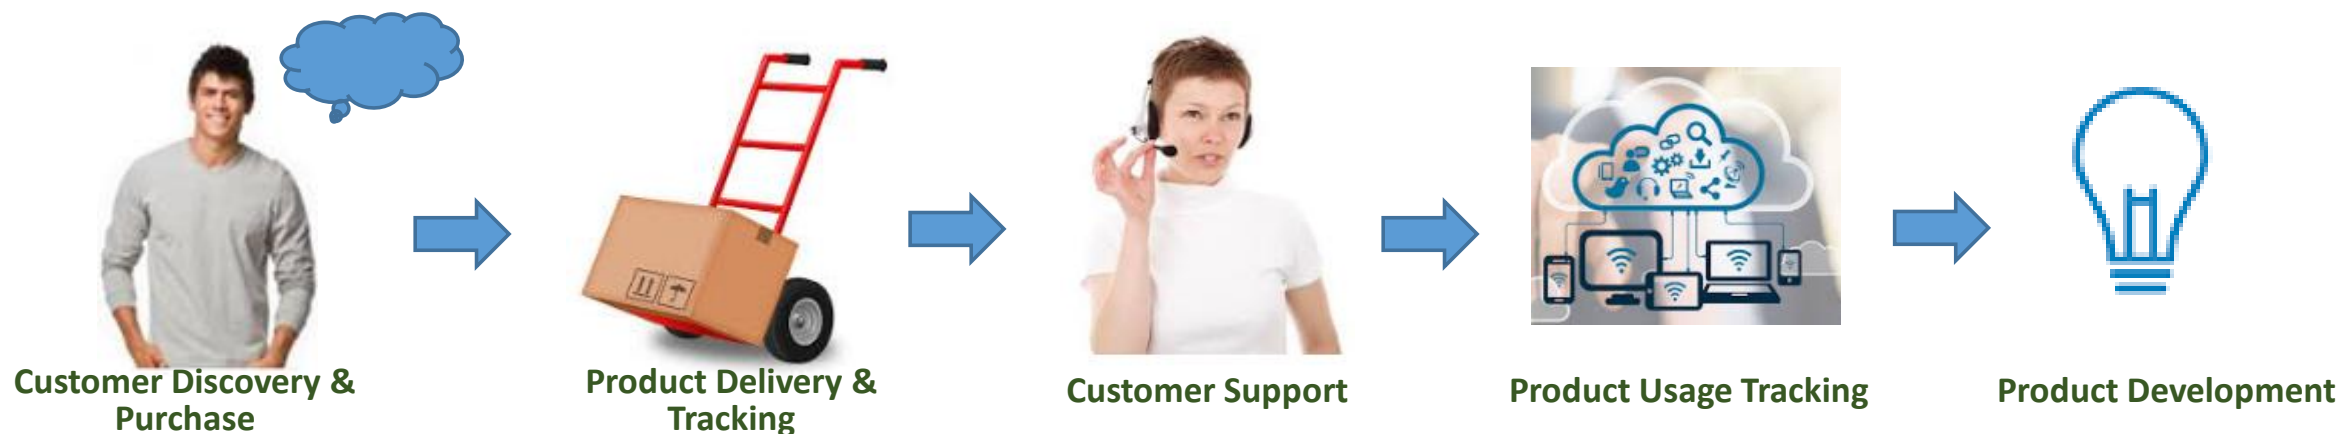 Customer Discovery &
Purchase
Product Delivery &
Tracking
Customer Support
Product Usage Tracking
Product Development